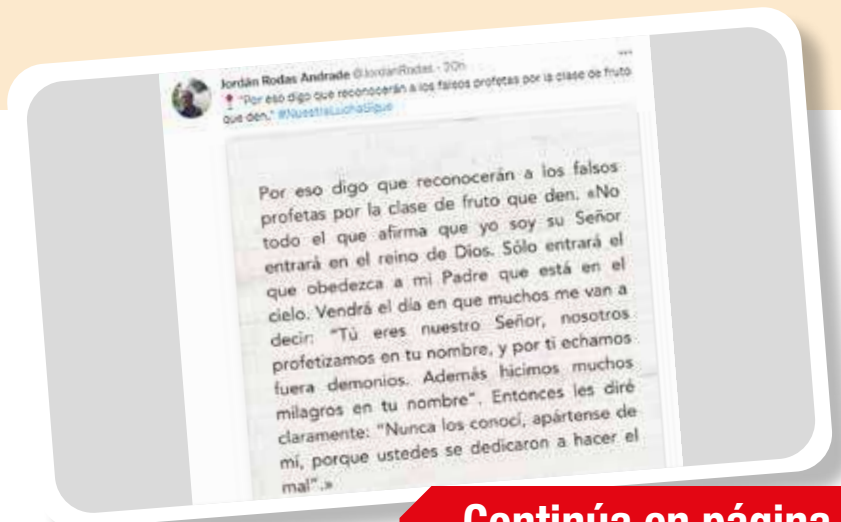 Jordán Rodas Andrade @JordanRodas - 20h
"Por eso digo que reconocerán a los falsos profetas por la clase de fruto
que den." #NuestraLuchaSigue
Por eso digo que reconocerán a los falsos
profetas por la clase de fruto que den. «No
todo el que afirma que yo soy su Señor
entrará en el reino de Dios. Sólo entrará el
que obedezca a mi Padre que está en el
cielo. Vendrá el día en que muchos me van a
decir: "Tú eres nuestro Señor, nosotros
profetizamos en tu nombre, y por ti echamos
fuera demonios. Además hicimos muchos
milagros en tu nombre". Entonces les diré
claramente: "Nunca los conocí, apártense de
mí, porque ustedes se dedicaron a hacer el
mal".»
Continúa en página